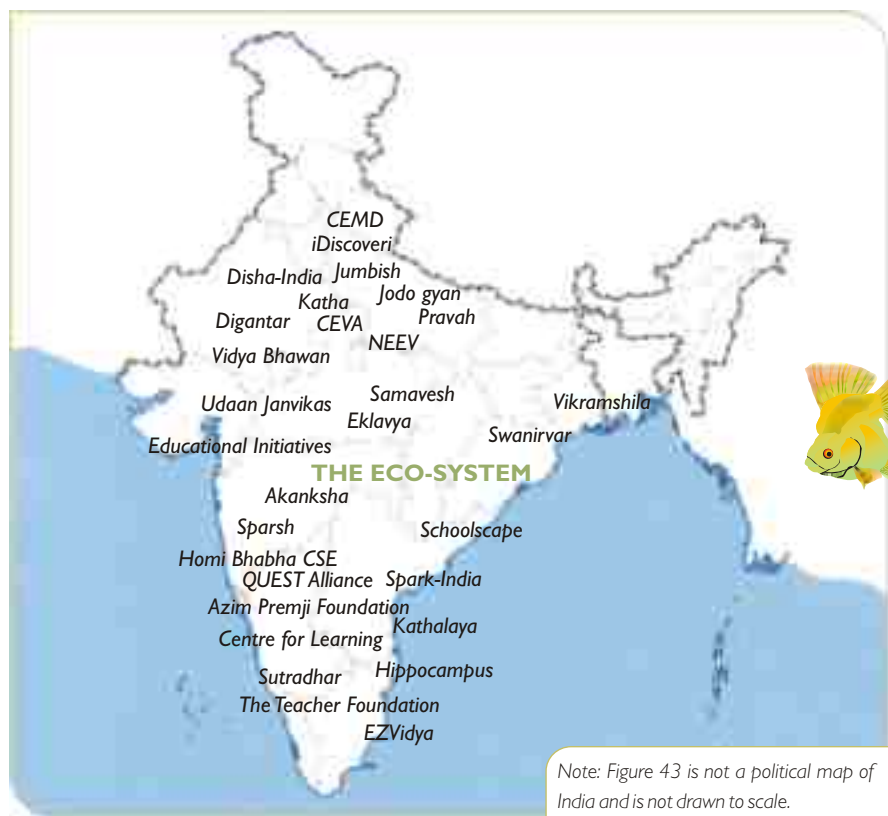 CEMD
iDiscoveri
Disha-India Jumbish
Katha Jodo gyan
Digantar CEVA Pravah
NEEV
Vidya Bhawan
Udaan Janvikas Samavesh Vikramshila
Eklavya
Swanirvar
Educational Initiatives
THE ECO-SYSTEM
Akanksha
Sparsh Schoolscape
Homi Bhabha CSE
QUEST Alliance Spark-India
Azim Premji Foundation
Kathalaya
Centre for Learning
Sutradhar Hippocampus
The Teacher Foundation
EZVidya
Note: Figure 43 is not a political map of
India and is not drawn to scale.